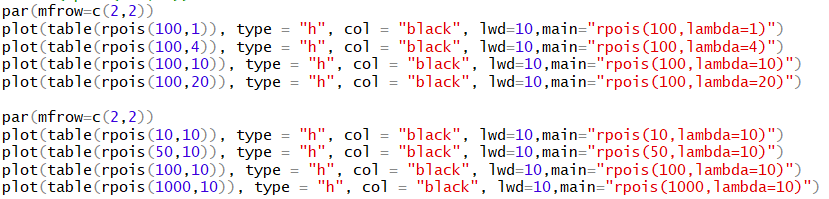 par(mfrow=c(2,2))
plot(table(rpois(100,1)), type = "h", col = "black", lwd=10,main="rpois(100,lambda=1)")
plot(table(rpois(100,4)), type = "h", col = "black", lwd=10,main="rpois(100,lambda=4)")
plot(table(rpois(100,10)), type = "h", col = "black", lwd=10,main="rpois(100,lambda=10)")
plot(table(rpois(100,20)), type = "h", col = "black", lwd=10,main="rpois(100,lambda=20)")
par(mfrow=c(2,2))
plot(table(rpois(10,10)), type = "h", col = "black", lwd=10,main="rpois(10,lambda=10)")
plot(table(rpois(50,10)), type = "h", col = "black", lwd=10,main="rpois(50,lambda=10)")
plot(table(rpois(100,10)), type = "h", col = "black", lwd=10,main="rpois(100,lambda=10)")
plot(table(rpois(1000,10)), type = "h", col = "black", lwd=10,main="rpois(1000,lambda=10)")